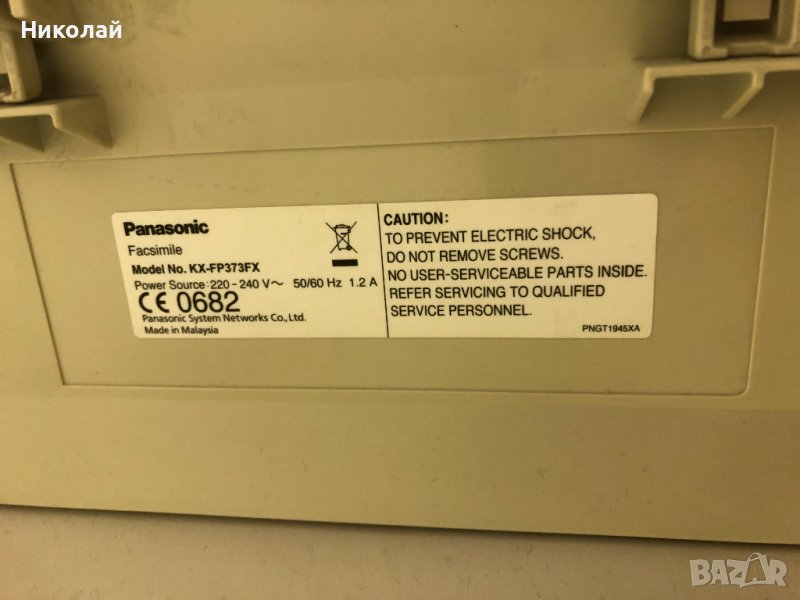 Николай
Panasonic
Facsimile
Model No. KX-FP373FX
Power Source: 220 - 240 V～ 50/60 Hz 1.2 A
CE 0682
Panasonic System Networks Co., Ltd.
Made in Malaysia
CAUTION:
TO PREVENT ELECTRIC SHOCK,
DO NOT REMOVE SCREWS.
NO USER-SERVICEABLE PARTS INSIDE.
REFER SERVICING TO QUALIFIED
SERVICE PERSONNEL.
PNGT1945XA
BAZAR